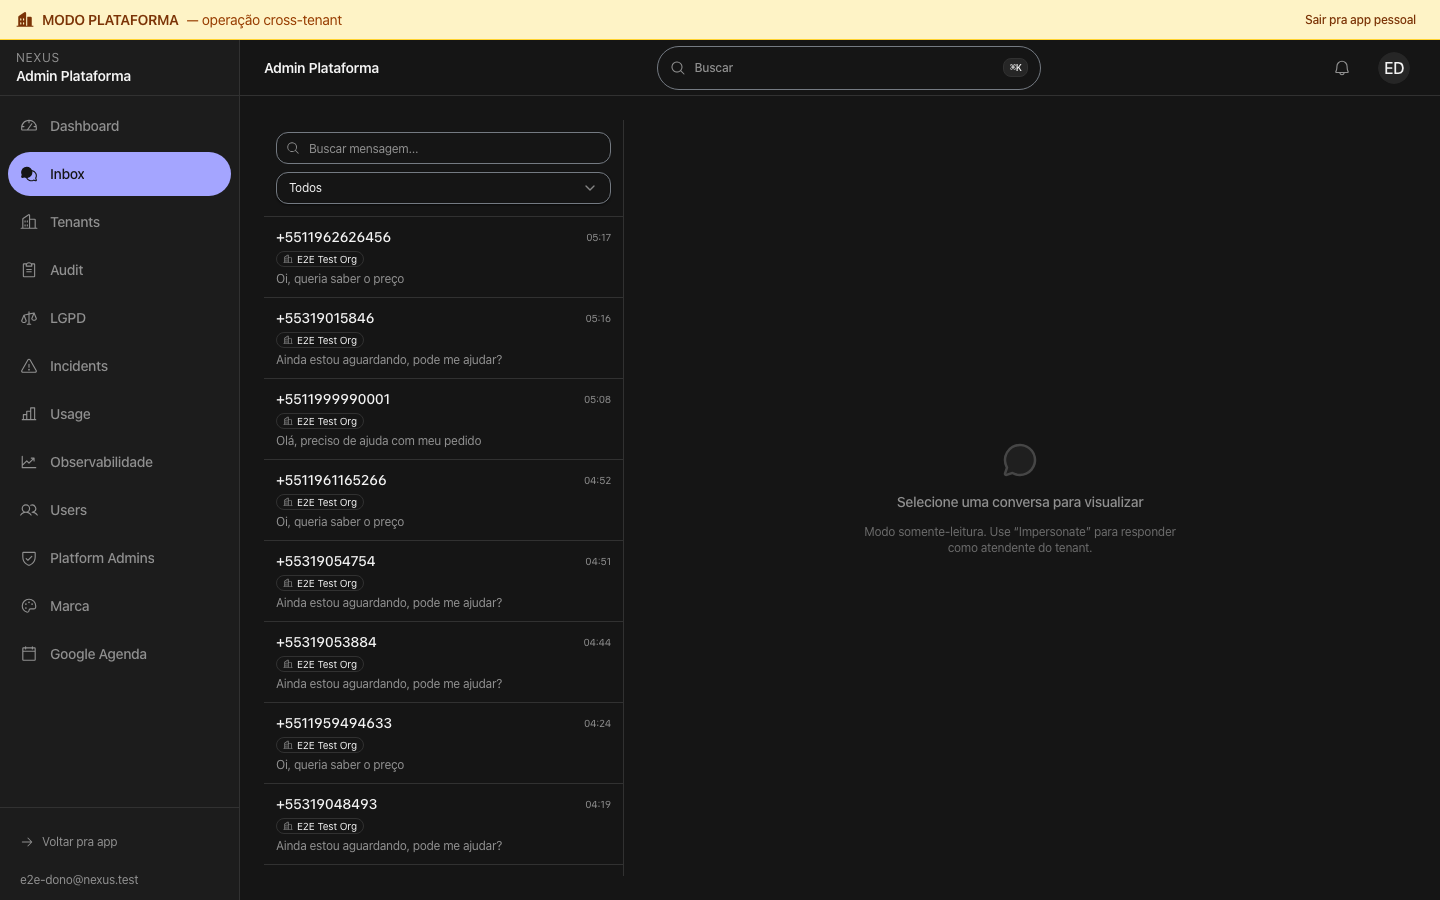 MODO PLATAFORMA — operação cross-tenant
Sair pra app pessoal
NEXUS
Admin Plataforma
Admin Plataforma
Buscar
⌘K
ED
Dashboard
Inbox
Tenants
Audit
LGPD
Incidents
Usage
Observabilidade
Users
Platform Admins
Marca
Google Agenda
Voltar pra app
e2e-dono@nexus.test
Buscar mensagem...
Todos
+5511962626456 05:17
E2E Test Org
Oi, queria saber o preço
+55319015846 05:16
E2E Test Org
Ainda estou aguardando, pode me ajudar?
+5511999990001 05:08
E2E Test Org
Olá, preciso de ajuda com meu pedido
+5511961165266 04:52
E2E Test Org
Oi, queria saber o preço
+55319054754 04:51
E2E Test Org
Ainda estou aguardando, pode me ajudar?
+55319053884 04:44
E2E Test Org
Ainda estou aguardando, pode me ajudar?
+5511959494633 04:24
E2E Test Org
Oi, queria saber o preço
+55319048493 04:19
E2E Test Org
Ainda estou aguardando, pode me ajudar?
Selecione uma conversa para visualizar
Modo somente-leitura. Use "Impersonate" para responder
como atendente do tenant.